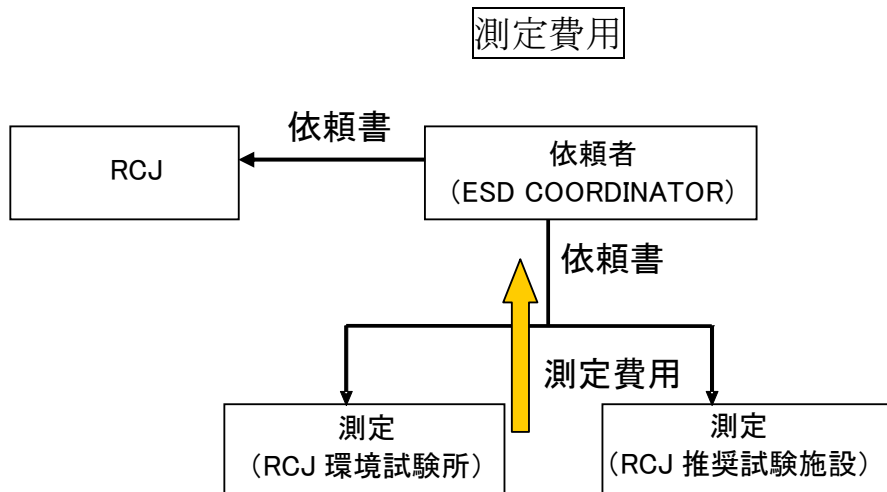 測定費用
依頼書
RCJ
依頼者
（ESD COORDINATOR）
依頼書
測定費用
測定
（RCJ 環境試験所）
測定
（RCJ 推奨試験施設）